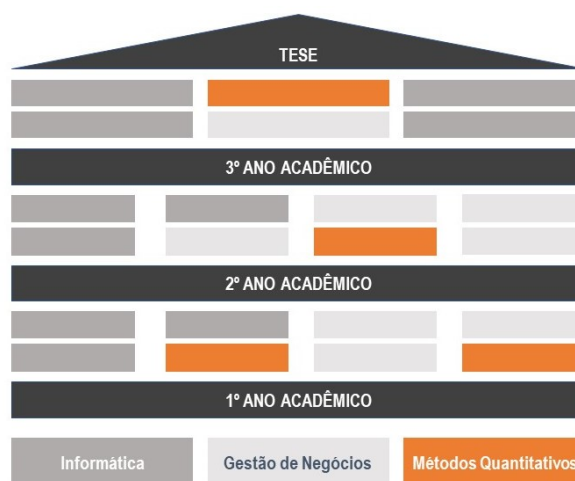 TESE
3º ANO ACADÊMICO
2º ANO ACADÊMICO
1º ANO ACADÊMICO
Informática
Gestão de Negócios
Métodos Quantitativos